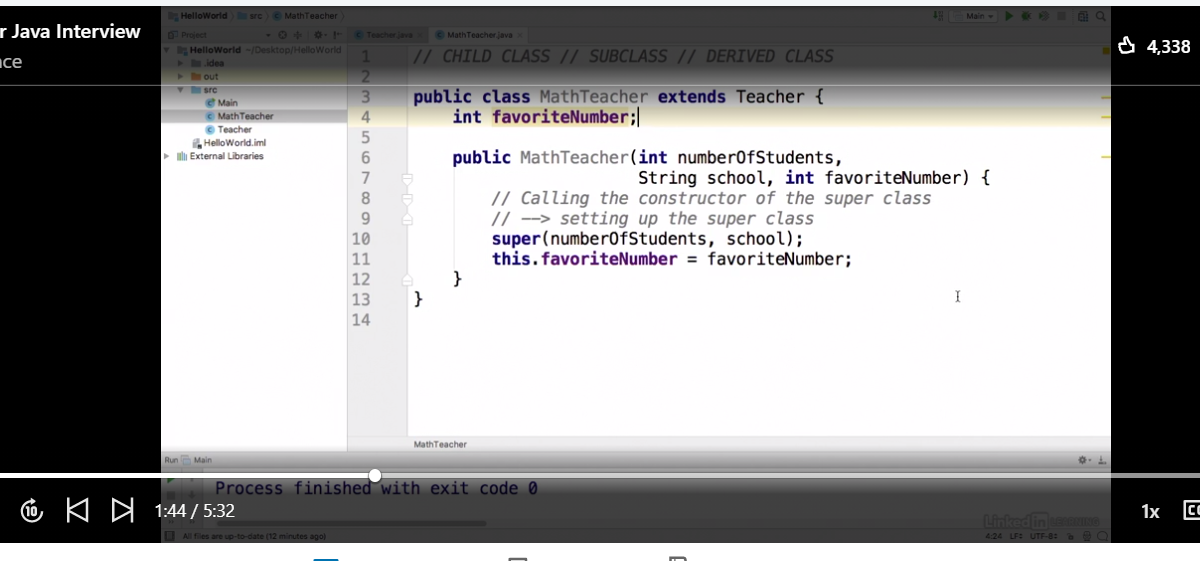 r Java Interview
nce
4,338
HelloWorld src MathTeacher
Main
Project
Teacher.java
MathTeacher.java
HelloWorld ~/Desktop/HelloWorld
.idea
out
src
Main
MathTeacher
Teacher
HelloWorld.iml
External Libraries
1 // CHILD CLASS // SUBCLASS // DERIVED CLASS
2
3 public class MathTeacher extends Teacher {
4 int favoriteNumber;
5
6 public MathTeacher(int numberOfStudents,
7 String school, int favoriteNumber) {
8 // Calling the constructor of the super class
9 // --> setting up the super class
10 super(numberOfStudents, school);
11 this.favoriteNumber = favoriteNumber;
12 }
13 }
14
MathTeacher
Run Main
Process finished with exit code 0
10
1:44 / 5:32
1x
CC
LinkedIn LEARNING
All files are up-to-date (12 minutes ago)
4:24 LF÷ UTF-8÷